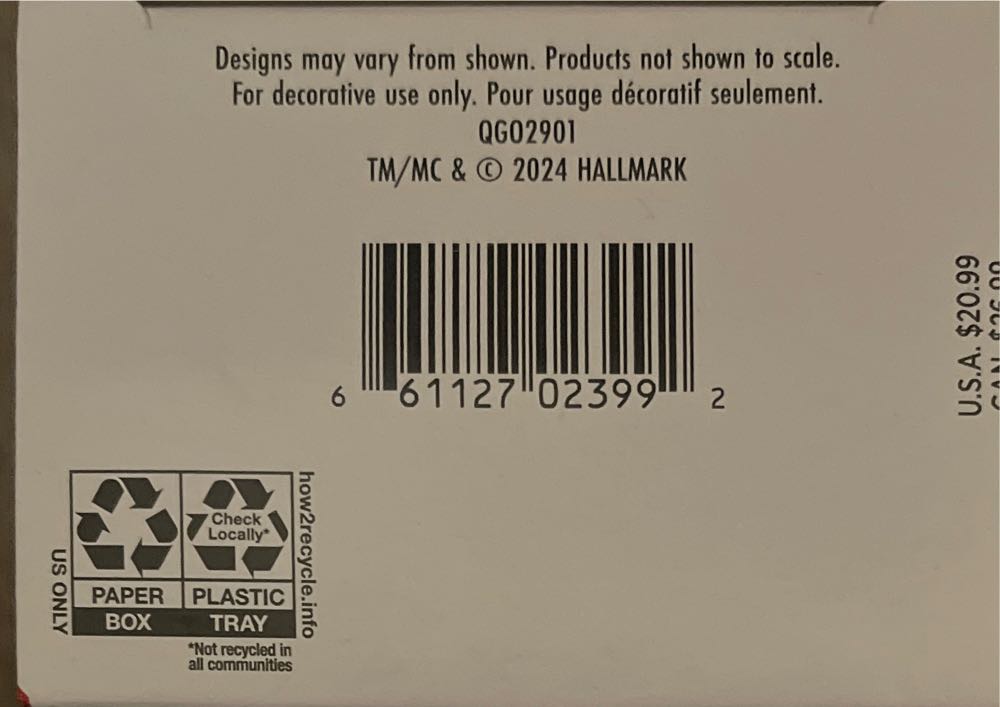 Designs may vary from shown. Products not shown to scale.
For decorative use only. Pour usage décoratif seulement.
QGO2901
TM/MC & © 2024 HALLMARK
6 61127 02399 2
U.S.A. $20.99
US ONLY
Check
Locally*
PAPER
BOX
PLASTIC
TRAY
how2recycle.info
*Not recycled in
all communities